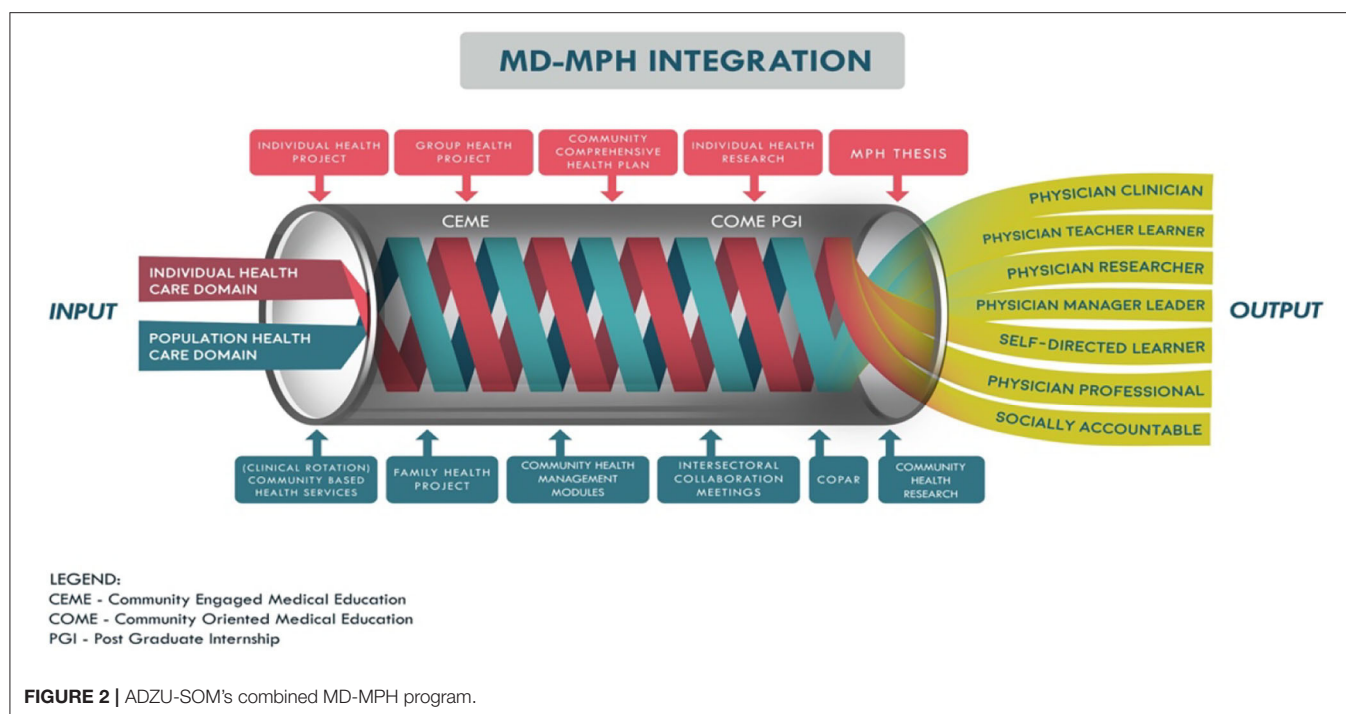 MD-MPH INTEGRATION
INDIVIDUAL HEALTH
PROJECT
GROUP HEALTH
PROJECT
COMMUNITY
COMPREHENSIVE
HEALTH PLAN
INDIVIDUAL HEALTH
RESEARCH
MPH THESIS
CEME
COME PGI
INPUT
INDIVIDUAL HEALTH
CARE DOMAIN
POPULATION HEALTH
CARE DOMAIN
PHYSICIAN CLINICIAN
PHYSICIAN TEACHER LEARNER
PHYSICIAN RESEARCHER
PHYSICIAN MANAGER LEADER
SELF-DIRECTED LEARNER
PHYSICIAN PROFESSIONAL
SOCIALLY ACCOUNTABLE
OUTPUT
(CLINICAL ROTATION)
COMMUNITY BASED
HEALTH SERVICES
FAMILY HEALTH
PROJECT
COMMUNITY HEALTH
MANAGEMENT
MODULES
INTERSECTORAL
COLLABORATION
MEETINGS
COPAR
COMMUNITY
HEALTH
RESEARCH
LEGEND:
CEME - Community Engaged Medical Education
COME - Community Oriented Medical Education
PGI - Post Graduate Internship
FIGURE 2 | ADZU-SOM's combined MD-MPH program.